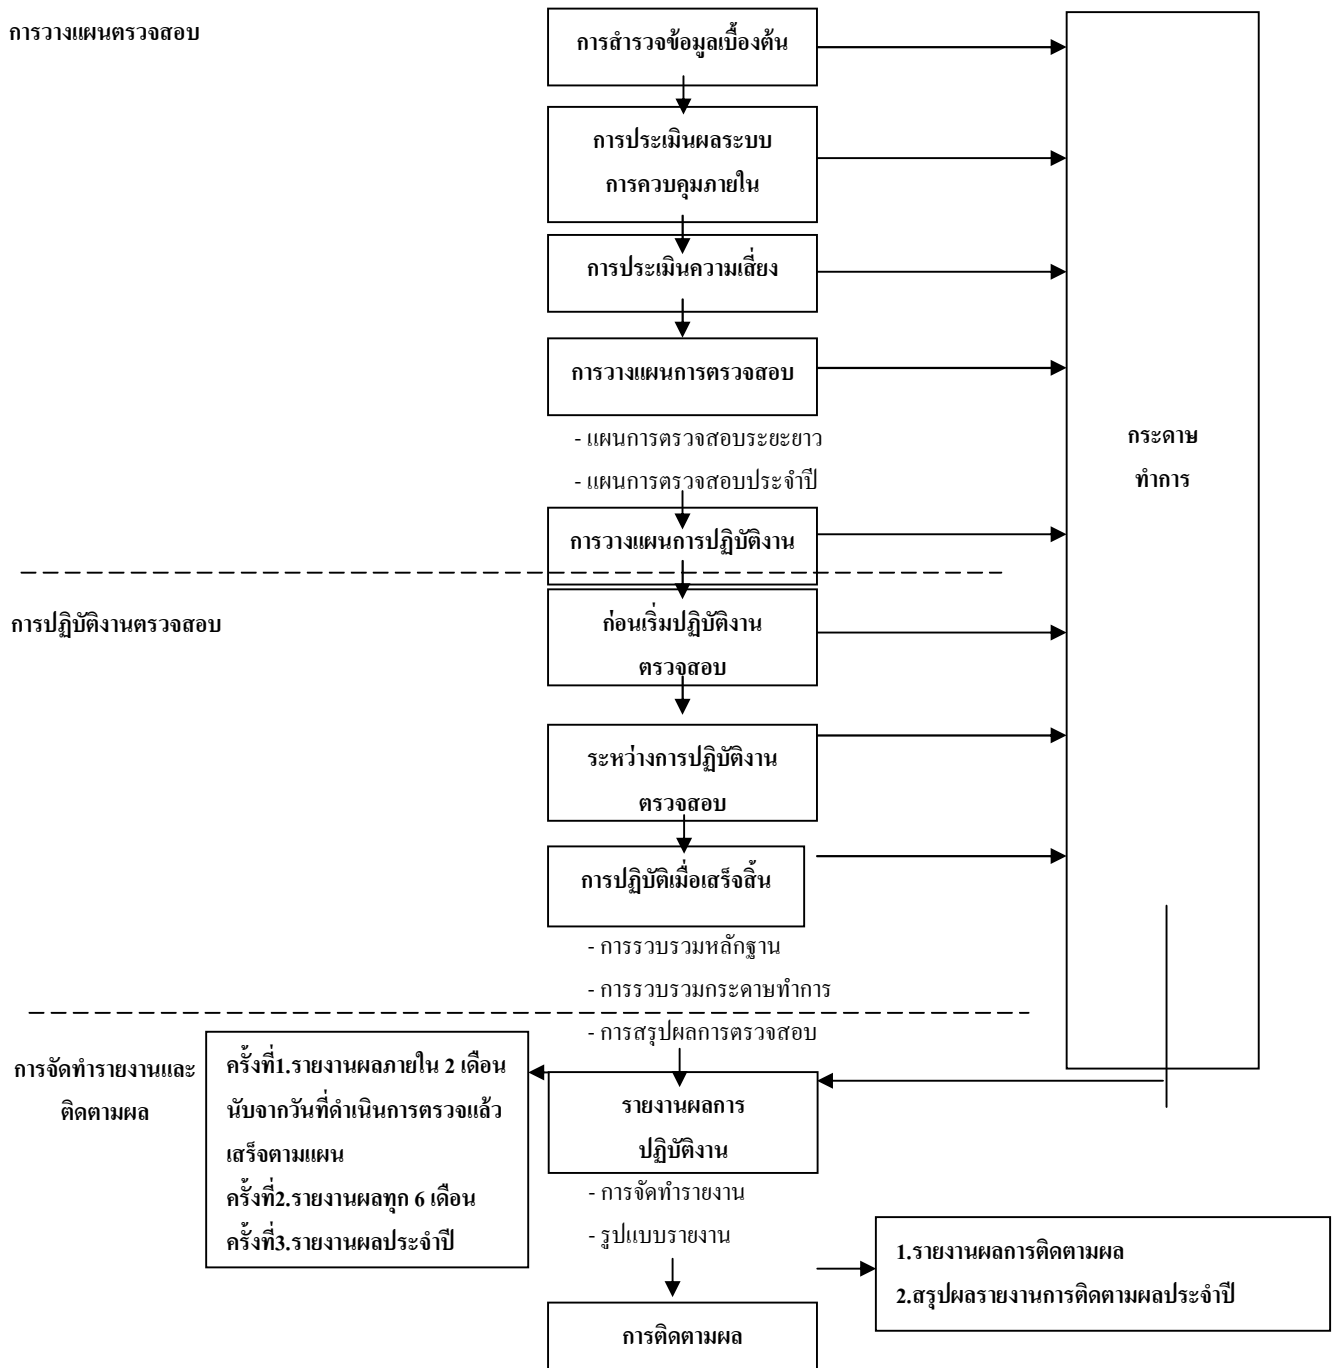 การวางแผนตรวจสอบ
การสำรวจข้อมูลเบื้องต้น
การประเมินผลระบบ
การควบคุมภายใน
การประเมินความเสี่ยง
การวางแผนการตรวจสอบ
- แผนการตรวจสอบระยะยาว
- แผนการตรวจสอบประจำปี
กระดาษ
ทำการ
การวางแผนการปฏิบัติงาน
การปฏิบัติงานตรวจสอบ
ก่อนเริ่มปฏิบัติงาน
ตรวจสอบ
ระหว่างการปฏิบัติงาน
ตรวจสอบ
การปฏิบัติเมื่อเสร็จสิ้น
- การรวบรวมหลักฐาน
- การรวบรวมกระดาษทำการ
- การสรุปผลการตรวจสอบ
การจัดทำรายงานและ
ติดตามผล
ครั้งที่1.รายงานผลภายใน 2 เดือน
นับจากวันที่ดำเนินการตรวจแล้ว
เสร็จตามแผน
ครั้งที่2.รายงานผลทุก 6 เดือน
ครั้งที่3.รายงานผลประจำปี
รายงานผลการ
ปฏิบัติงาน
- การจัดทำรายงาน
- รูปแบบรายงาน
1.รายงานผลการติดตามผล
2.สรุปผลรายงานการติดตามผลประจำปี
การติดตามผล